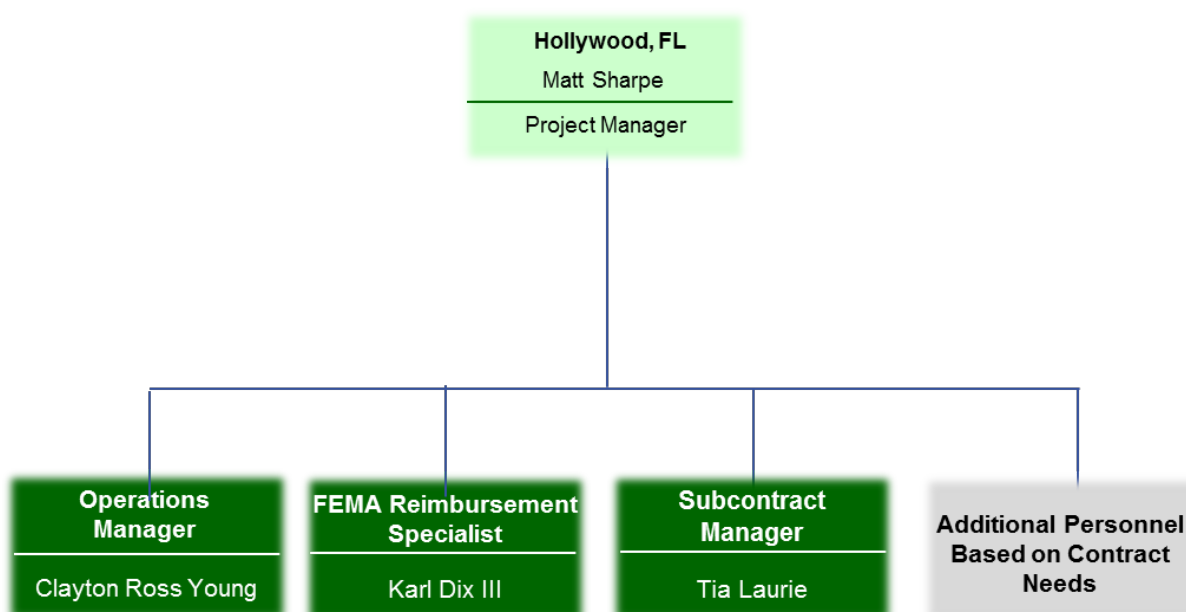 Hollywood, FL
Matt Sharpe
Project Manager
Operations
Manager
Clayton Ross Young
FEMA Reimbursement
Specialist
Karl Dix III
Subcontract
Manager
Tia Laurie
Additional Personnel
Based on Contract
Needs